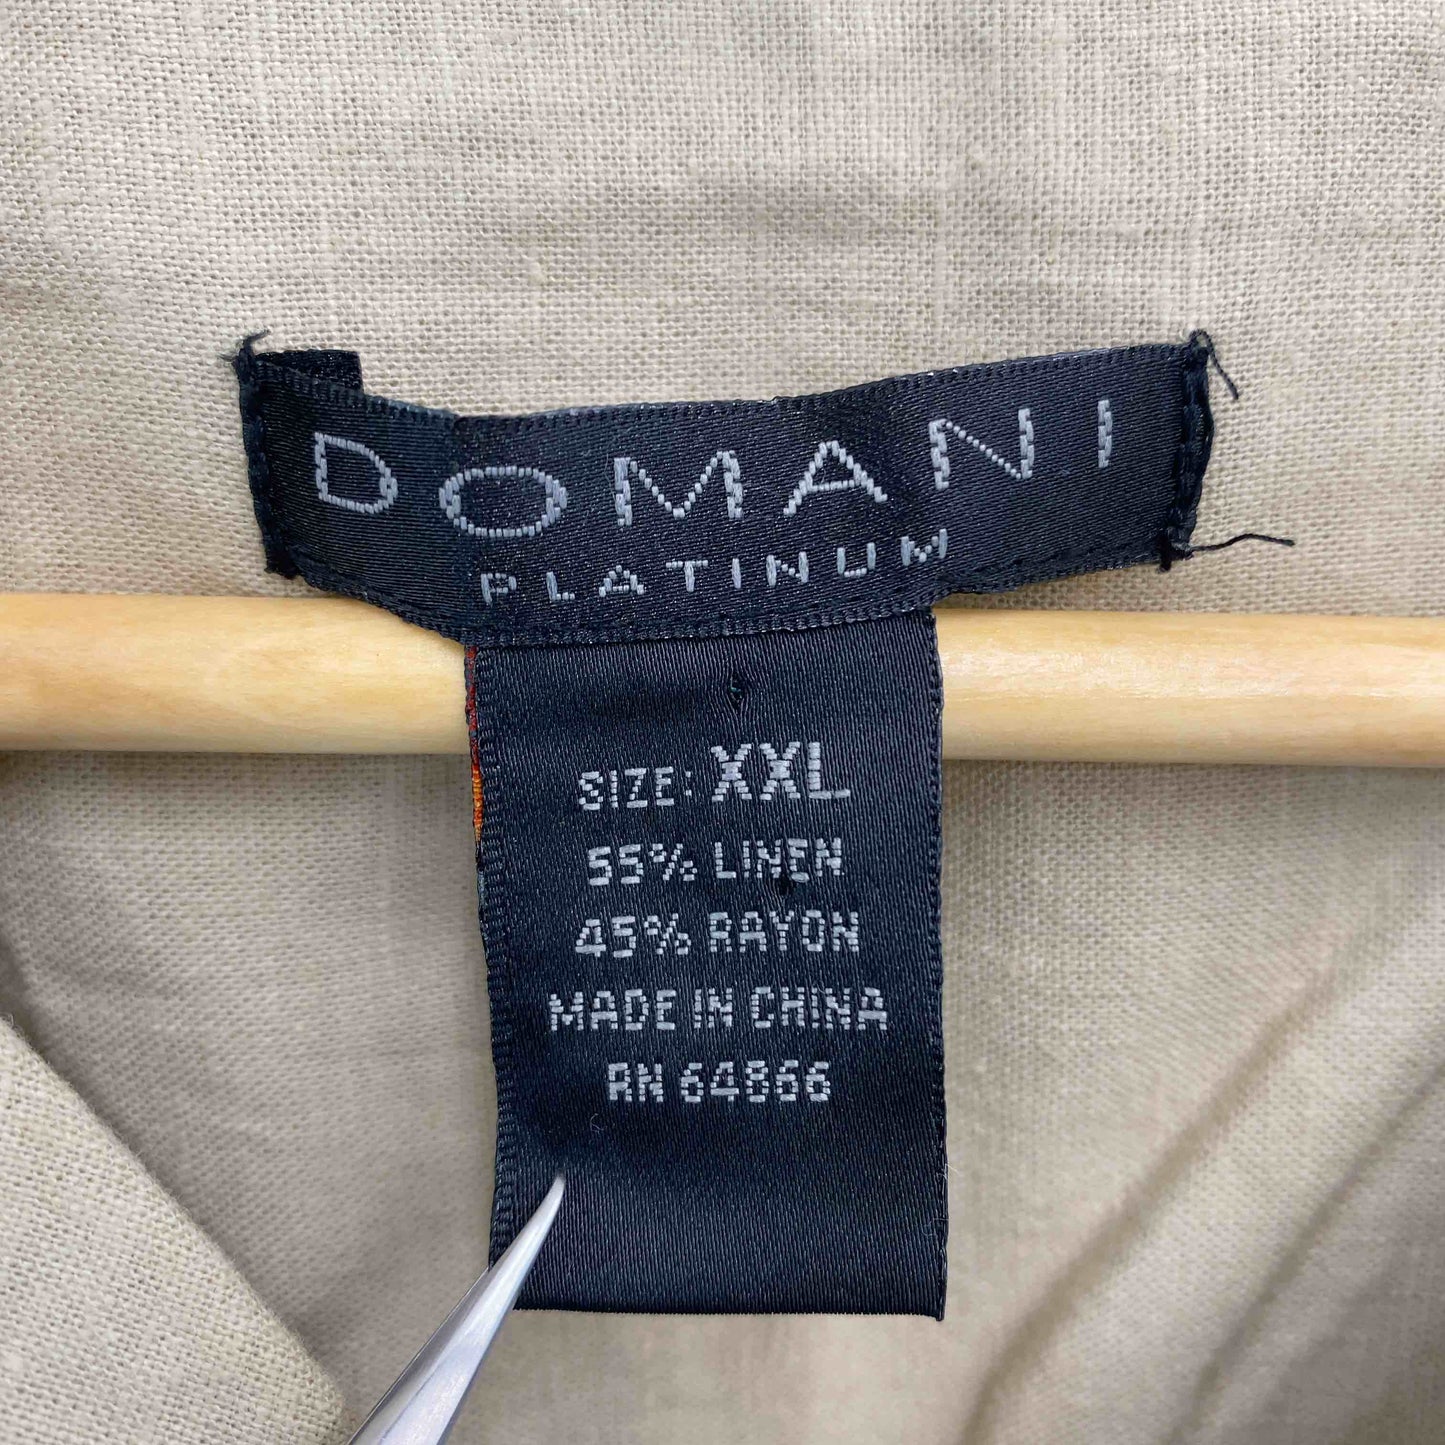 DOMANI
PLATINUM
SIZE: XXL
55% LINEN
45% RAYON
MADE IN CHINA
RN 64866